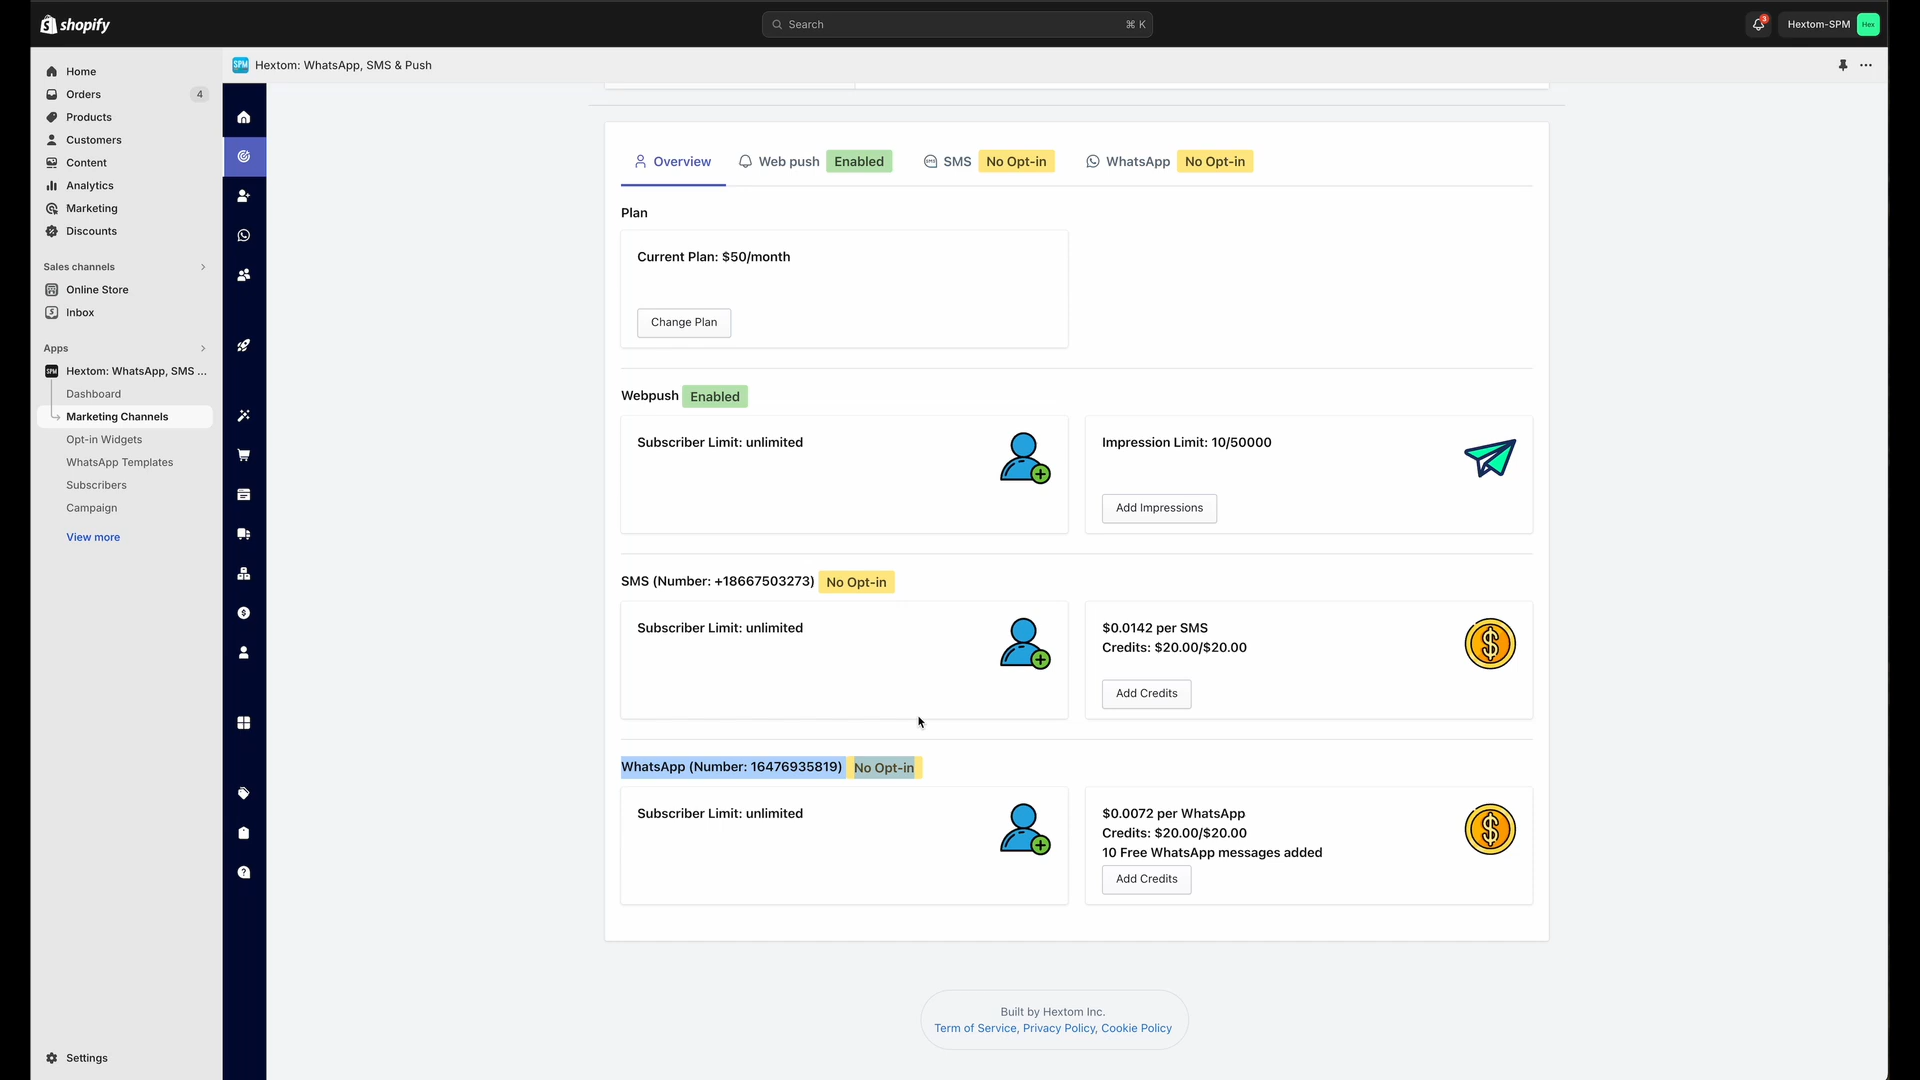 shopify
Search
⌘ K
3
Hextom-SPM
Hex
Home
Orders
4
Products
Customers
Content
Analytics
Marketing
Discounts
Sales channels
Online Store
Inbox
Apps
SPM
Hextom: WhatsApp, SMS ...
Dashboard
Marketing Channels
Opt-in Widgets
WhatsApp Templates
Subscribers
Campaign
View more
Settings
SPM
Hextom: WhatsApp, SMS & Push
Overview
Web push Enabled
SMS No Opt-in
WhatsApp No Opt-in
Plan
Current Plan: $50/month
Change Plan
Webpush Enabled
Subscriber Limit: unlimited
Impression Limit: 10/50000
Add Impressions
SMS (Number: +18667503273) No Opt-in
Subscriber Limit: unlimited
$0.0142 per SMS
Credits: $20.00/$20.00
Add Credits
WhatsApp (Number: 16476935819) No Opt-in
Subscriber Limit: unlimited
$0.0072 per WhatsApp
Credits: $20.00/$20.00
10 Free WhatsApp messages added
Add Credits
Built by Hextom Inc.
Term of Service, Privacy Policy, Cookie Policy